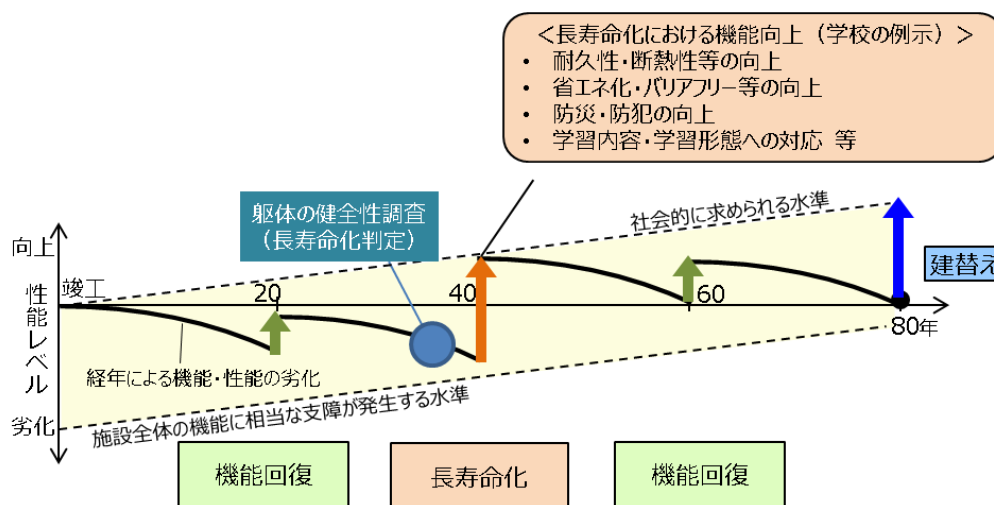 <長寿命化における機能向上（学校の例示）>
• 耐久性・断熱性等の向上
• 省エネ化・バリアフリー等の向上
• 防災・防犯の向上
• 学習内容・学習形態への対応 等
躯体の健全性調査
（長寿命化判定）
社会的に求められる水準
向上
竣工
20
40
60
80年
建替え
性能レベル
経年による機能・性能の劣化
劣化
施設全体の機能に相当な支障が発生する水準
機能回復
長寿命化
機能回復